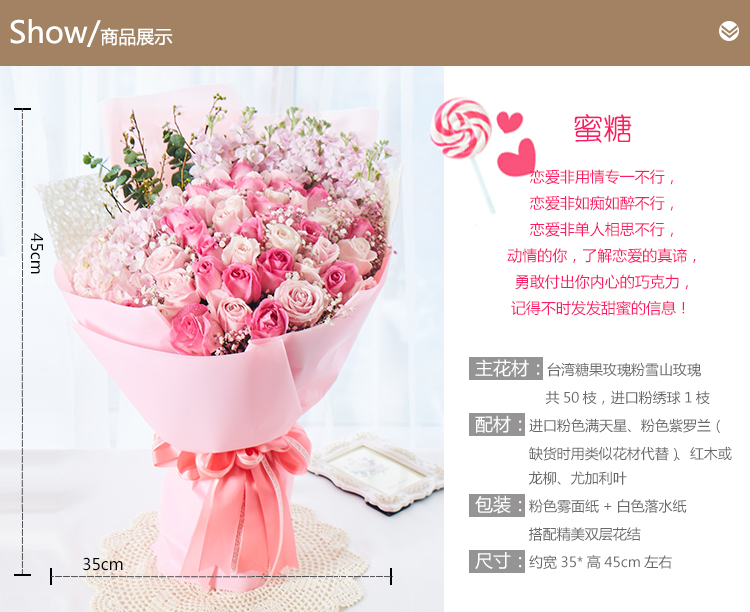 Show/商品展示
45cm
35cm
蜜糖
恋爱非用情专一不行，
恋爱非如痴如醉不行，
恋爱非单人相思不行，
动情的你，了解恋爱的真谛，
勇敢付出你内心的巧克力，
记得不时发发甜蜜的信息！
主花材：台湾糖果玫瑰粉雪山玫瑰
共 50 枝，进口粉绣球 1 枝
配材：进口粉色满天星、粉色紫罗兰（
缺货时用类似花材代替）、红木或
龙柳、尤加利叶
包装：粉色雾面纸 + 白色落水纸
搭配精美双层花结
尺寸：约宽 35* 高 45cm 左右